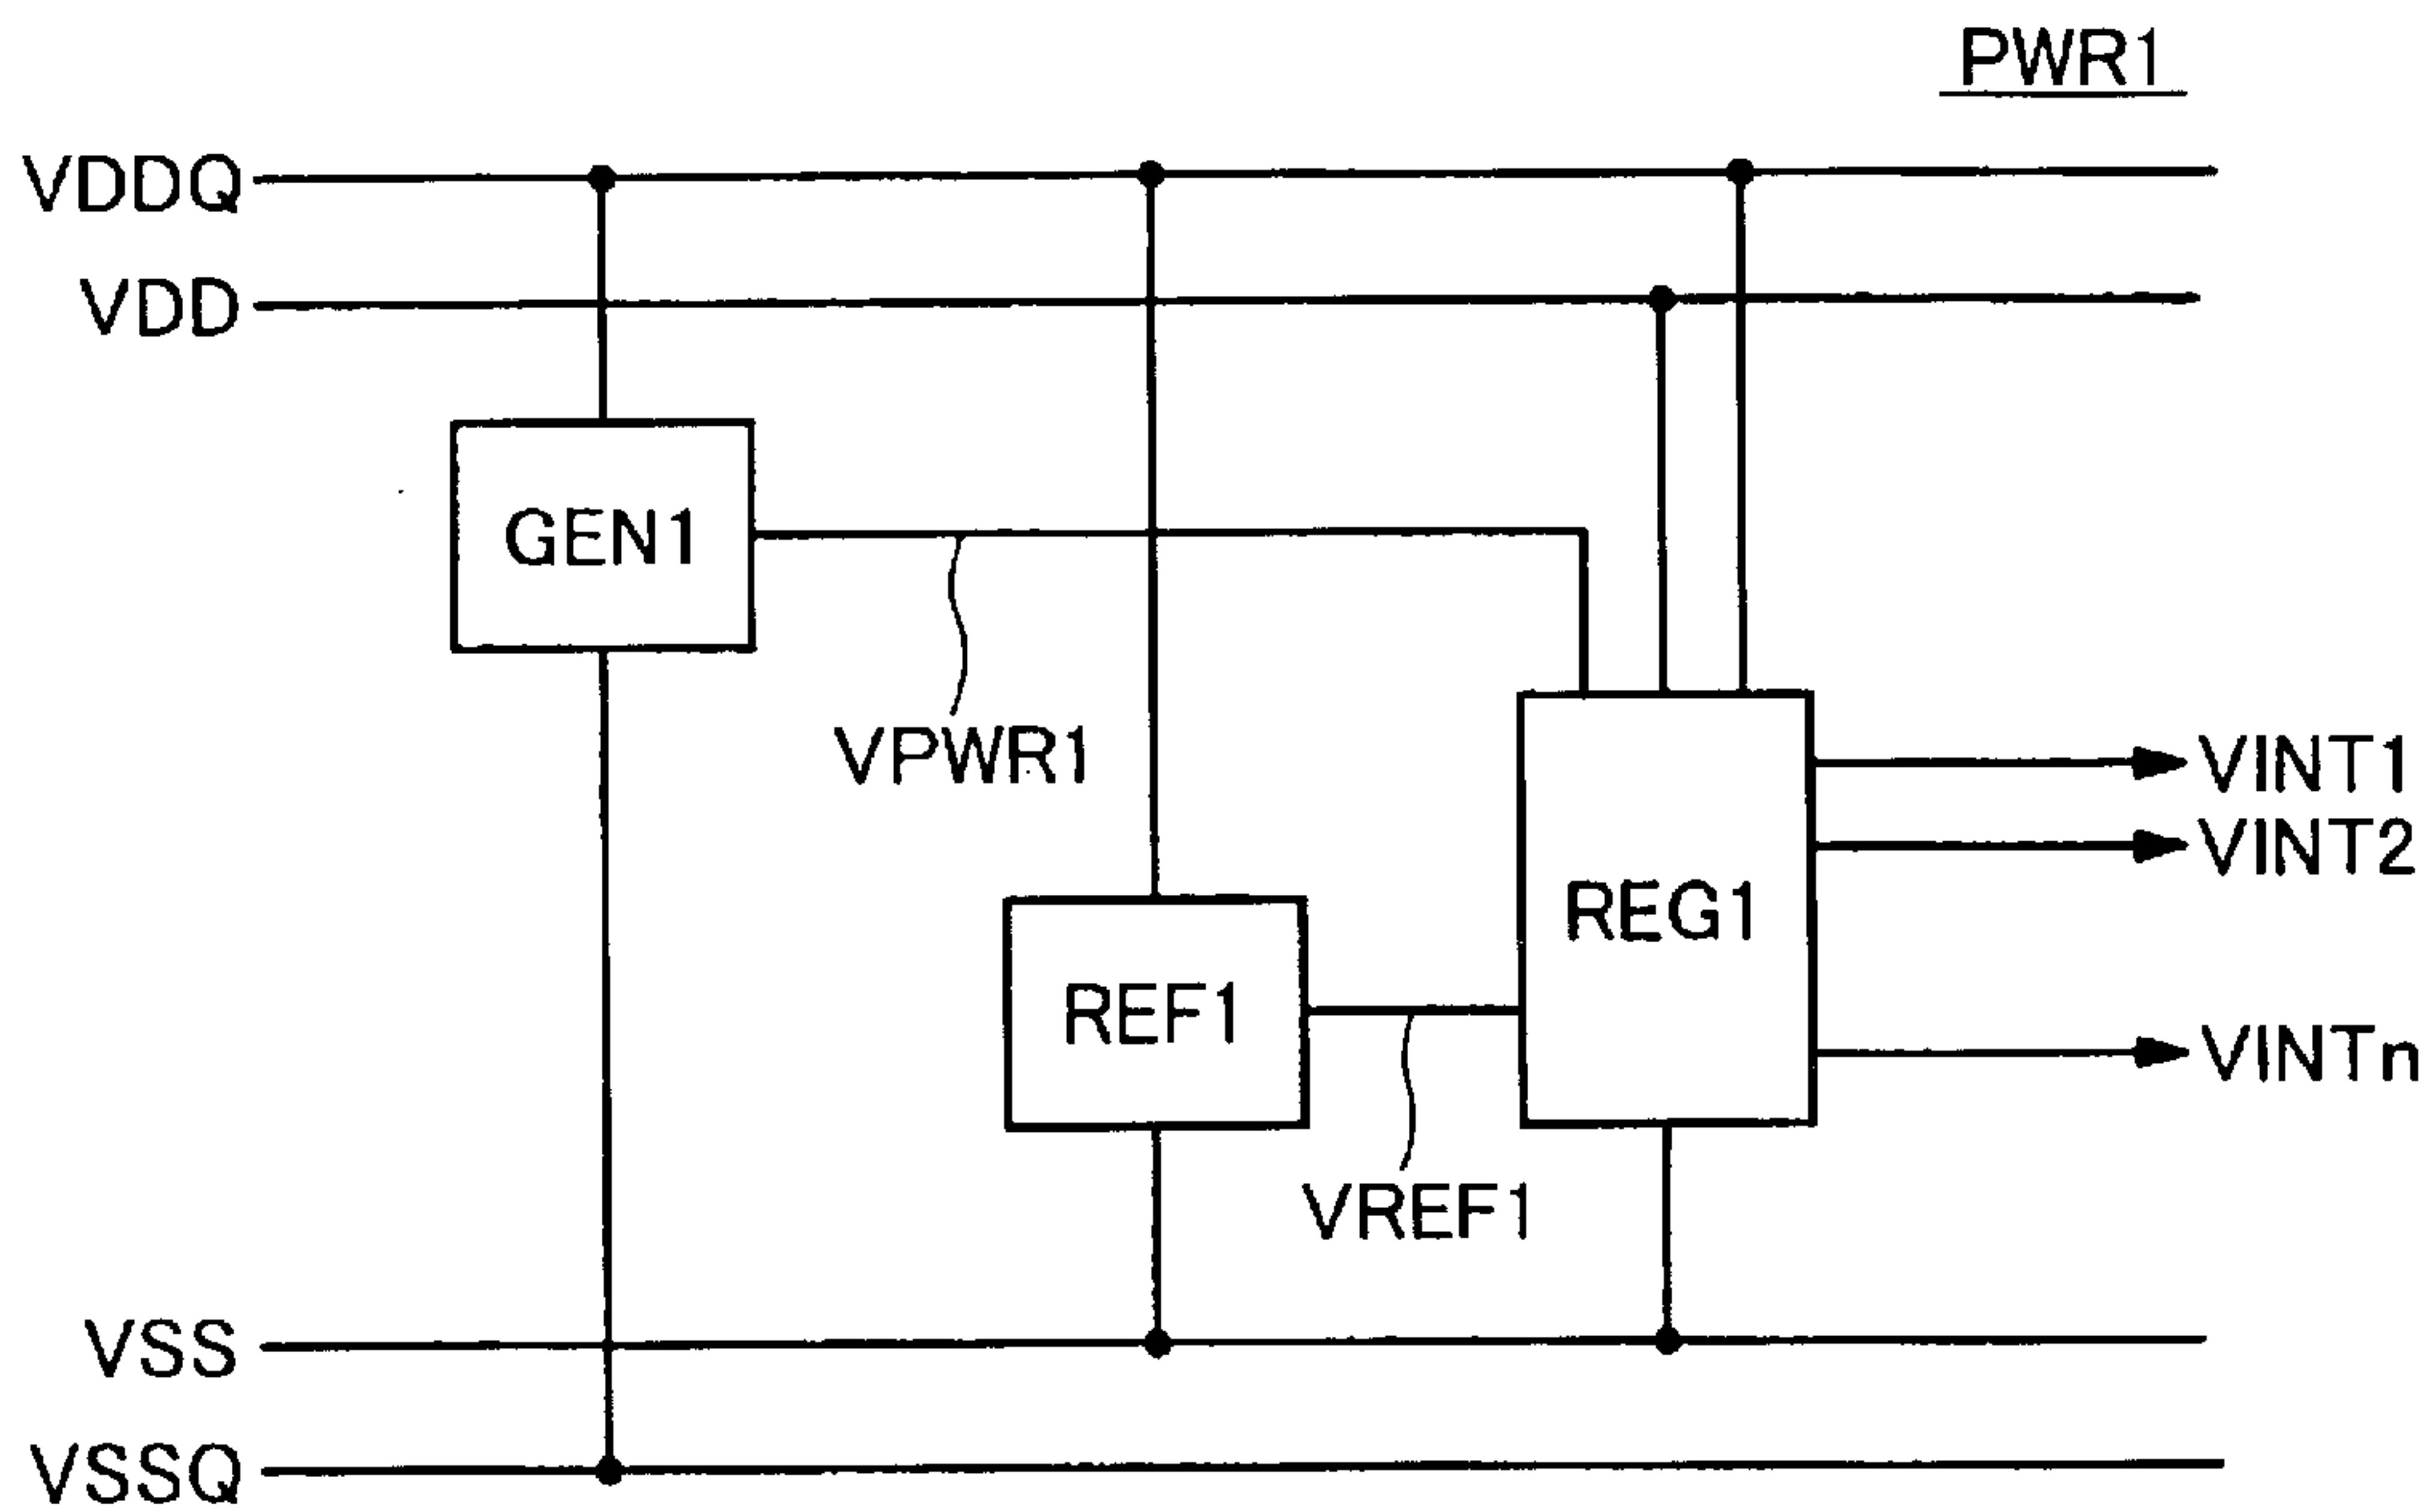 PWR1
VDDQ
VDD
GEN1
VPWR1
VINT1
VINT2
REG1
REF1
VINTn
VREF1
VSS
VSSQ